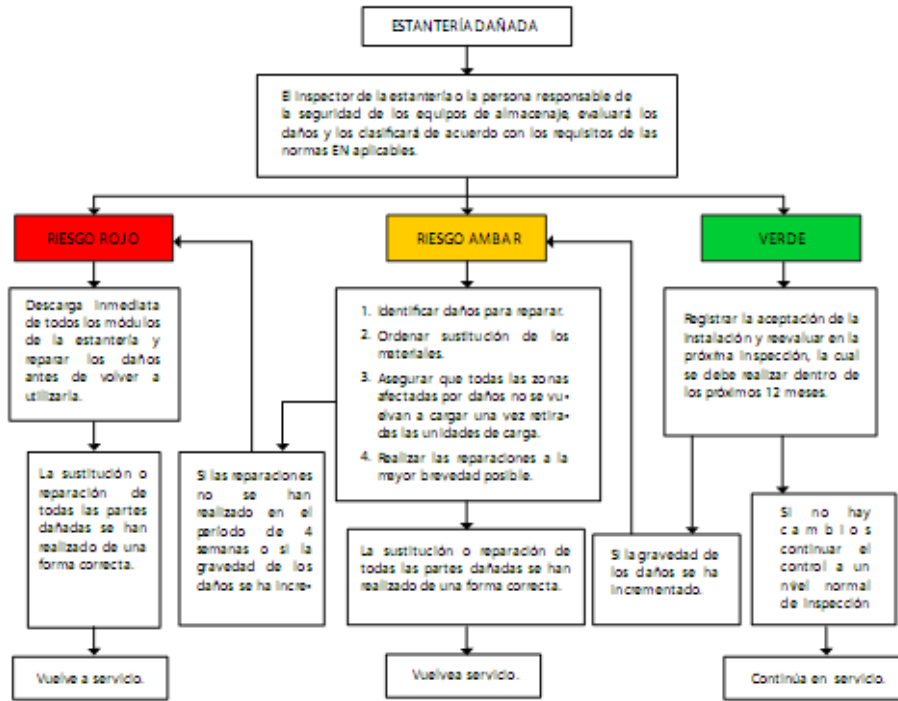 ESTANTERÍA DAÑADA
El Inspector de la estantería o la persona responsable de
la seguridad de los equipos de almacenaje, evaluará los
daños y los clasificará de acuerdo con los requisitos de las
normas EN aplicables.
RIESGO ROJO
RIESGO AMBAR
VERDE
Descarga inmediata
de todos los módulos
de la estantería y
reparar los daños
antes de volver a
utilizarla.
1. Identificar daños para reparar.
2. Ordenar sustitución de los
materiales.
3. Asegurar que todas las zonas
afectadas por daños no se vu-
elvan a cargar una vez retira-
das las unidades de carga.
4. Realizar las reparaciones a la
mayor brevedad posible.
Registrar la aceptación de la
instalación y reevaluar en la
próxima inspección, la cual
se debe realizar dentro de
los próximos 12 meses.
La sustitución o
reparación de
todas las partes
dañadas se han
realizado de una
forma correcta.
Si las reparaciones
no se han
realizado en el
período de 4
semanas o si la
gravedad de los
daños se ha incre-
La sustitución o reparación de
todas las partes dañadas se han
realizado de una forma correcta.
Si la gravedad de
los daños se ha
incrementado.
Si no hay
cambios
continuar el
control a un
nivel normal
de inspección
Vuelve a servicio.
Vuelvea servicio.
Continúa en servicio.